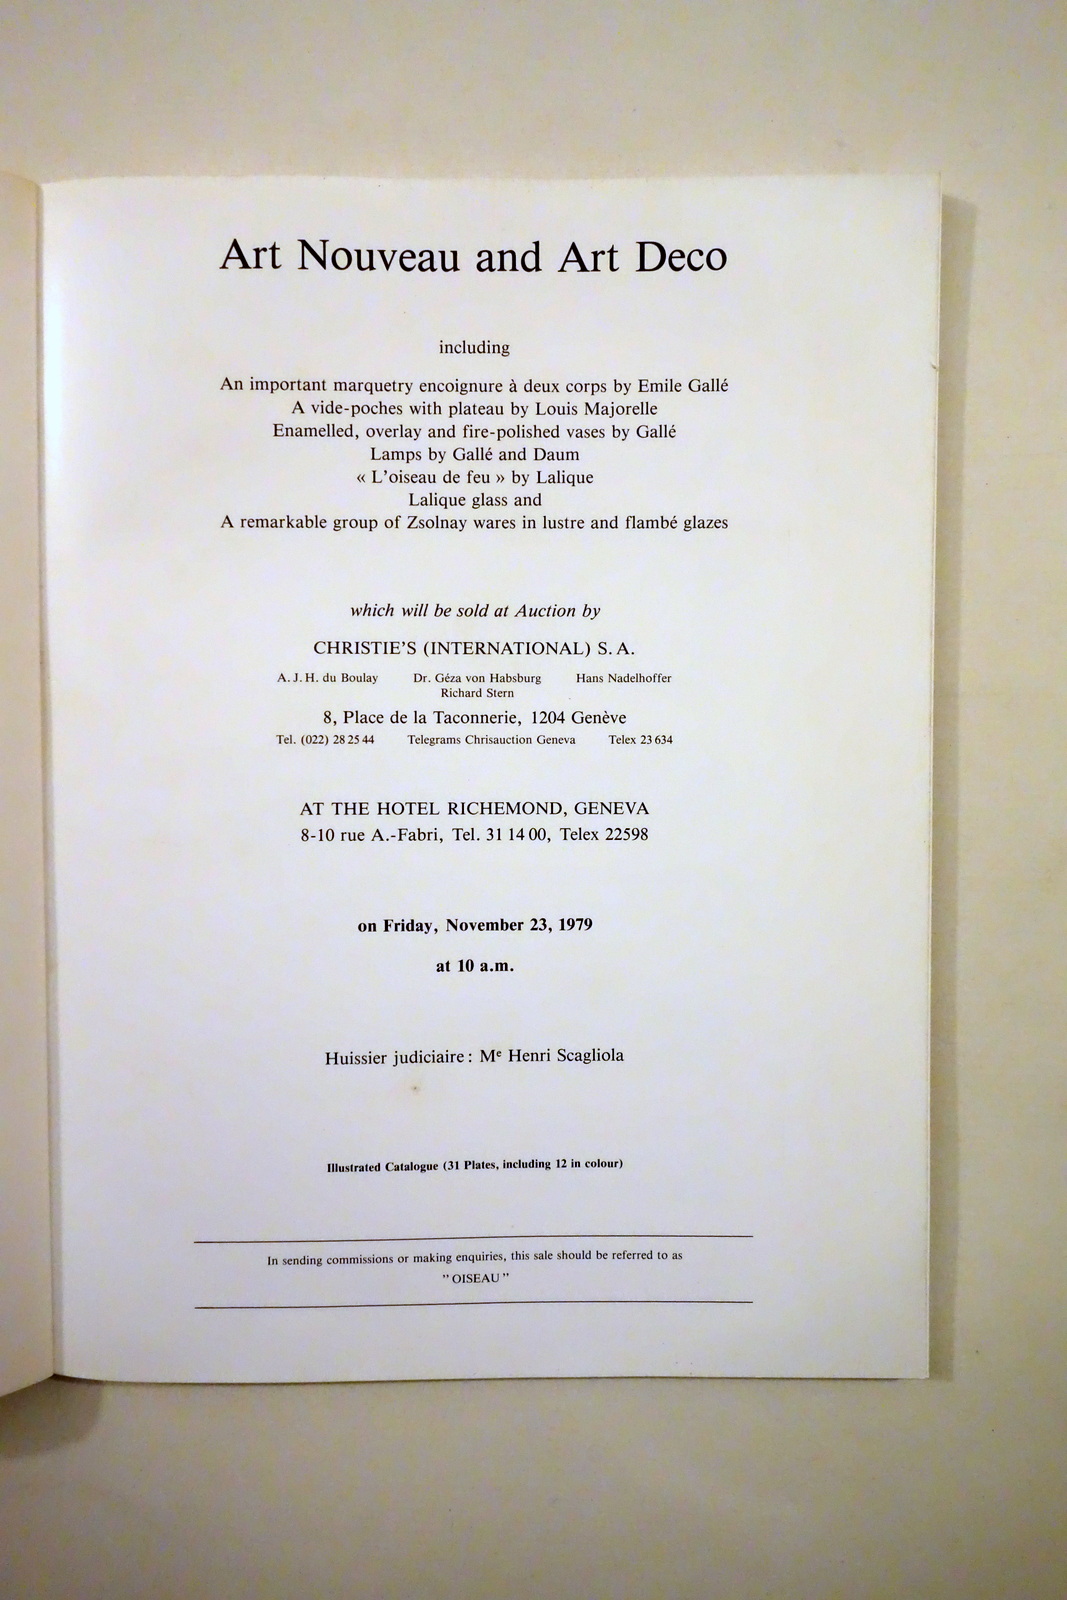 Art Nouveau and Art Deco
including
An important marquetry encoignure à deux corps by Emile Gallé
A vide-poches with plateau by Louis Majorelle
Enamelled, overlay and fire-polished vases by Gallé
Lamps by Gallé and Daum
« L'oiseau de feu » by Lalique
Lalique glass and
A remarkable group of Zsolnay wares in lustre and flambé glazes
which will be sold at Auction by
CHRISTIE'S (INTERNATIONAL) S. A.
A. J. H. du Boulay Dr. Géza von Habsburg Hans Nadelhoffer
Richard Stern
8, Place de la Taconnerie, 1204 Genève
Tel. (022) 28 25 44 Telegrams Chrisauction Geneva Telex 23 634
AT THE HOTEL RICHEMOND, GENEVA
8-10 rue A.-Fabri, Tel. 31 14 00, Telex 22598
on Friday, November 23, 1979
at 10 a.m.
Huissier judiciaire : Mᵉ Henri Scagliola
Illustrated Catalogue (31 Plates, including 12 in colour)
In sending commissions or making enquiries, this sale should be referred to as
" OISEAU "